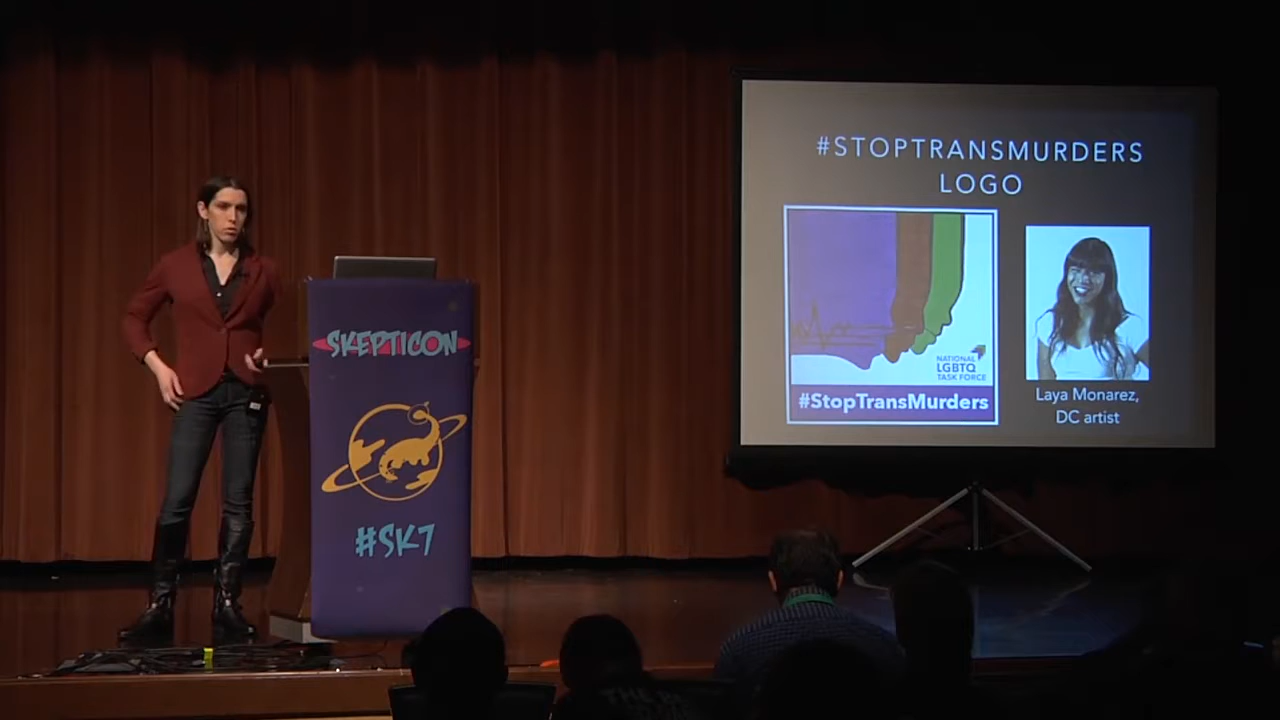 #STOPTRANSMURDERS
LOGO
NATIONAL
LGBTQ
TASK FORCE
#StopTransMurders
Laya Monarez,
DC artist
SKEPTICON
#SK7